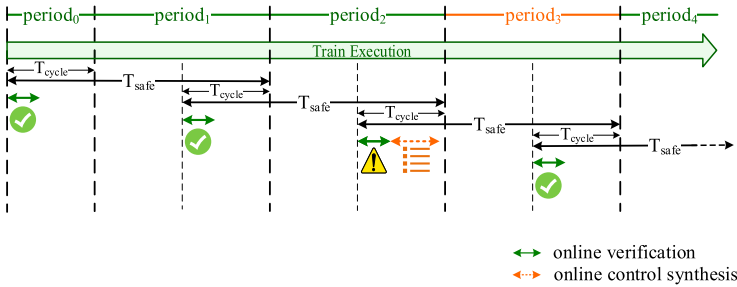 period0 period1 period2 period3 period4
Train Execution
Tcycle
Tsafe
Tcycle
Tsafe
Tcycle
Tsafe
Tcycle
Tsafe
online verification
online control synthesis